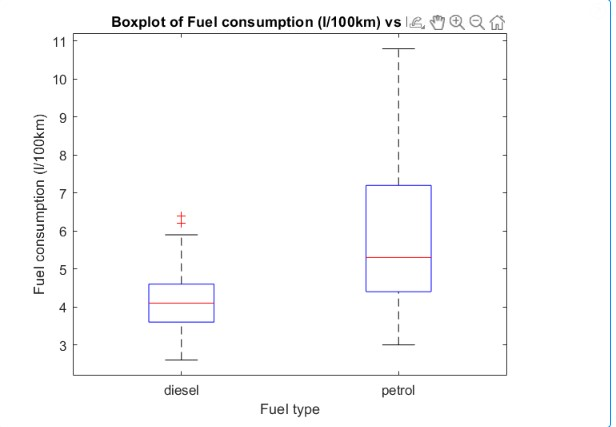 Boxplot of Fuel consumption (l/100km) vs
11
10
9
8
7
6
5
4
3
Fuel consumption (l/100km)
diesel petrol
Fuel type